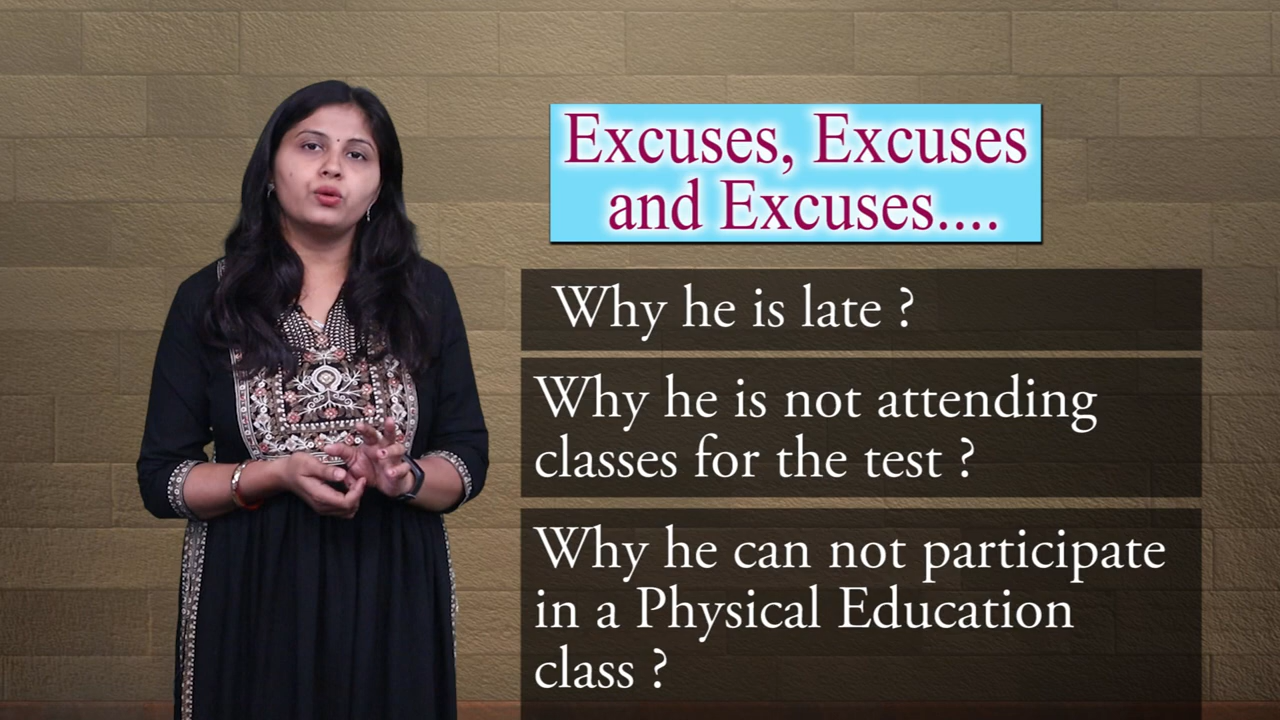 Excuses, Excuses
and Excuses....
Why he is late ?
Why he is not attending
classes for the test ?
Why he can not participate
in a Physical Education
class ?